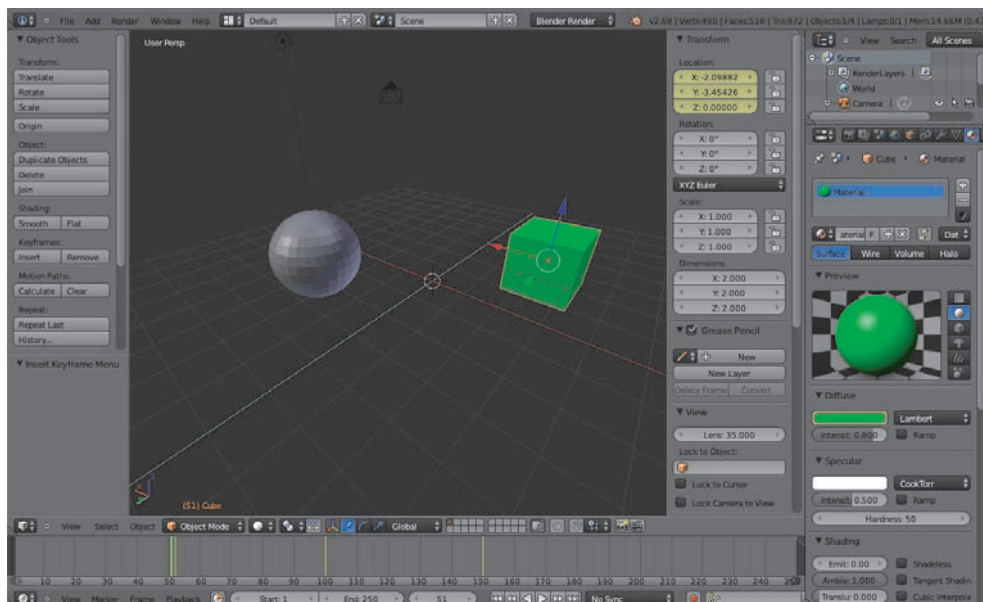 File Add Render Window Help Default Scene Blender Render v2.68 | Verts:490 | Faces:518 | Tris:972 | Objects:1/4 | Lamps:0/1 | Mem:14.66M
Object Tools
Transform:
Translate
Rotate
Scale
Origin
Object:
Duplicate Objects
Delete
Join
Shading:
Smooth Flat
Keyframes:
Insert Remove
Motion Paths:
Calculate Clear
Repeat:
Repeat Last
History...
Insert Keyframe Menu
User Persp
(51) Cube
Transform
Location:
X: -2.09882
Y: -3.45426
Z: 0.00000
Rotation:
X: 0°
Y: 0°
Z: 0°
XYZ Euler
Scale:
X: 1.000
Y: 1.000
Z: 1.000
Dimensions:
X: 2.000
Y: 2.000
Z: 2.000
Grease Pencil
New
New Layer
Delete Frame Convert
View
Lens: 35.000
Lock to Object:
Lock to Cursor
Lock Camera to View
View Search All Scenes
Scene
RenderLayers |
World
Camera |
Cube Material
Material
aterial F Dat
Surface Wire Volume Halo
Preview
Diffuse
Lambert
Intensit: 0.800 Ramp
Specular
CookTorr
Intensit: 0.500 Ramp
Hardness: 50
Shading
Emit: 0.00 Shadeless
Ambie: 1.000 Tangent Shadin
Translu: 0.000 Cubic Interpola
View Select Object Object Mode Global
10 20 30 40 50 60 70 80 90 100 110 120 130 140 150 160 170 180 190 200 210 220 230 240 250
View Marker Frame Playback Start: 1 End: 250 51 No Sync